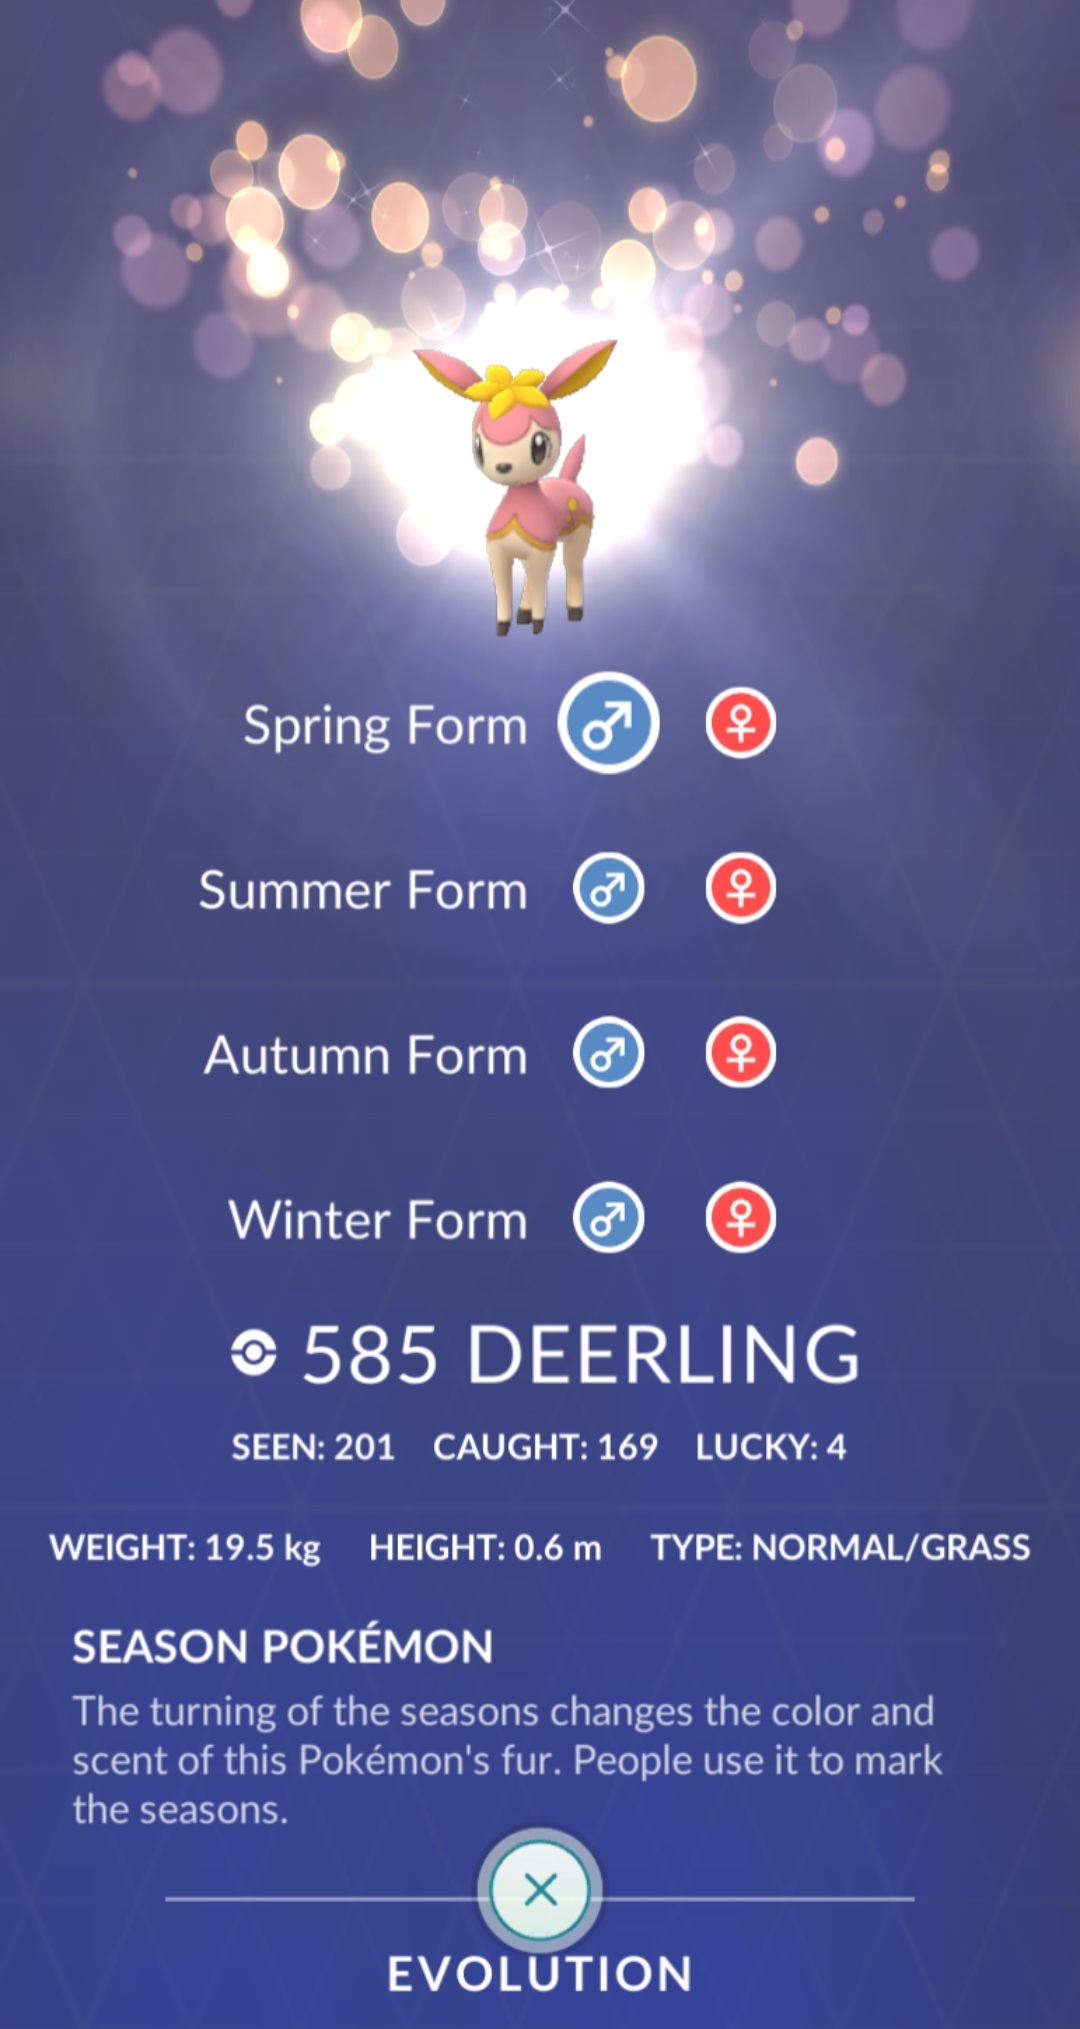 Spring Form
Summer Form
Autumn Form
Winter Form
585 DEERLING
SEEN: 201 CAUGHT: 169 LUCKY: 4
WEIGHT: 19.5 kg HEIGHT: 0.6 m TYPE: NORMAL/GRASS
SEASON POKÉMON
The turning of the seasons changes the color and
scent of this Pokémon's fur. People use it to mark
the seasons.
EVOLUTION